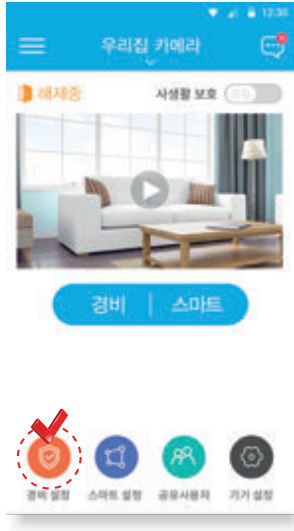 12:30
우리집 카메라
해제중 사생활 보호
경비 스마트
경비 설정 스마트 설정 공유사용자 기기 설정